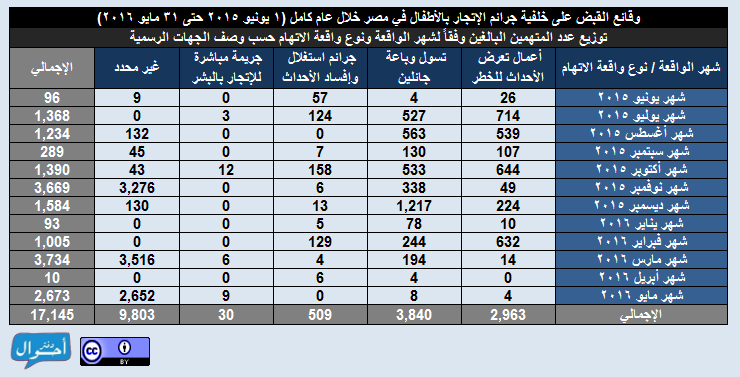 وقائع القبض على خلفية جرائم الإتجار بالأطفال في مصر خلال عام كامل (١ يونيو ٢٠١٥ حتى ٣١ مايو ٢٠١٦)
توزيع عدد المتهمين البالغين وفقاً لشهر الواقعة ونوع واقعة الاتهام حسب وصف الجهات الرسمية
شهر الواقعة / نوع واقعة الاتهام أعمال تعرض الأحداث للخطر تسول وباعة جائلين جرائم استغلال وإفساد الأحداث جريمة مباشرة للإتجار بالبشر غير محدد الإجمالي
شهر يونيو ٢٠١٥ 26 4 57 0 9 96
شهر يوليو ٢٠١٥ 714 527 124 3 0 1,368
شهر أغسطس ٢٠١٥ 539 563 0 0 132 1,234
شهر سبتمبر ٢٠١٥ 107 130 7 0 45 289
شهر أكتوبر ٢٠١٥ 644 533 158 12 43 1,390
شهر نوفمبر ٢٠١٥ 49 338 6 0 3,276 3,669
شهر ديسمبر ٢٠١٥ 224 1,217 13 0 130 1,584
شهر يناير ٢٠١٦ 10 78 5 0 0 93
شهر فبراير ٢٠١٦ 632 244 129 0 0 1,005
شهر مارس ٢٠١٦ 14 194 4 6 3,516 3,734
شهر أبريل ٢٠١٦ 0 4 6 0 0 10
شهر مايو ٢٠١٦ 4 8 0 9 2,652 2,673
الإجمالي 2,963 3,840 509 30 9,803 17,145
دفتر أحوال
cc BY